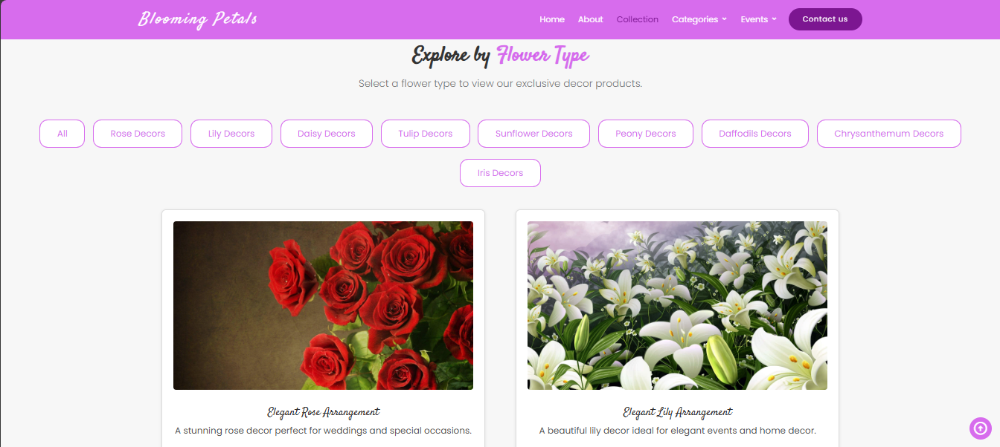 Blooming Petals
Home About Collection Categories Events Contact us
Explore by Flower Type
Select a flower type to view our exclusive decor products.
All Rose Decors Lily Decors Daisy Decors Tulip Decors Sunflower Decors Peony Decors Daffodils Decors Chrysanthemum Decors
Iris Decors
Elegant Rose Arrangement
A stunning rose decor perfect for weddings and special occasions.
Elegant Lily Arrangement
A beautiful lily decor ideal for elegant events and home decor.